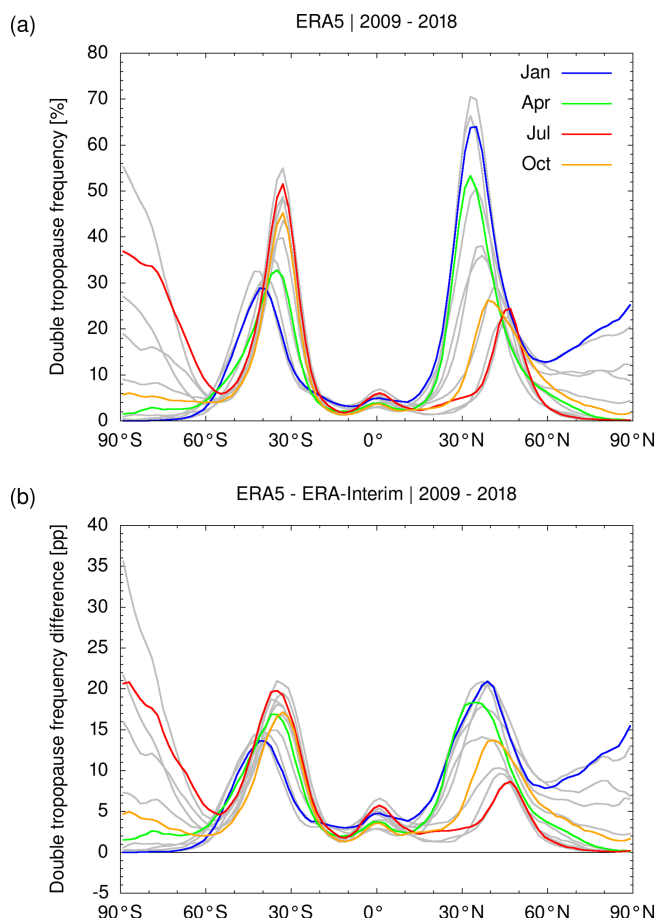 (a)
ERA5 | 2009 - 2018
Double tropopause frequency [%]
80
70
60
50
40
30
20
10
0
Jan
Apr
Jul
Oct
90°S 60°S 30°S 0° 30°N 60°N 90°N
(b)
ERA5 - ERA-Interim | 2009 - 2018
Double tropopause frequency difference [pp]
40
35
30
25
20
15
10
5
0
-5
90°S 60°S 30°S 0° 30°N 60°N 90°N